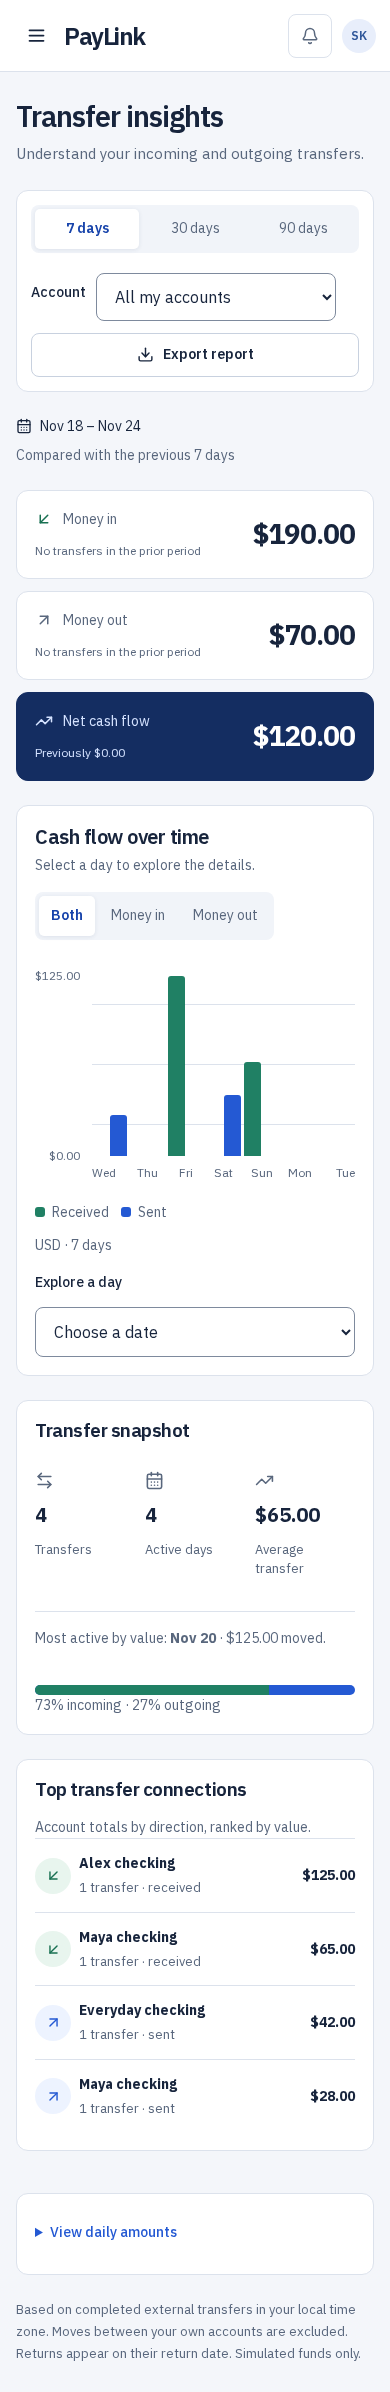 PayLink
SK
Transfer insights
Understand your incoming and outgoing transfers.
7 days
30 days
90 days
Account
All my accounts
Export report
Nov 18 – Nov 24
Compared with the previous 7 days
Money in
No transfers in the prior period
$190.00
Money out
No transfers in the prior period
$70.00
Net cash flow
Previously $0.00
$120.00
Cash flow over time
Select a day to explore the details.
Both
Money in
Money out
$125.00
$0.00
Wed Thu Fri Sat Sun Mon Tue
Received
Sent
USD · 7 days
Explore a day
Choose a date
Transfer snapshot
4
Transfers
4
Active days
$65.00
Average
transfer
Most active by value: Nov 20 · $125.00 moved.
73% incoming · 27% outgoing
Top transfer connections
Account totals by direction, ranked by value.
Alex checking
1 transfer · received
$125.00
Maya checking
1 transfer · received
$65.00
Everyday checking
1 transfer · sent
$42.00
Maya checking
1 transfer · sent
$28.00
View daily amounts
Based on completed external transfers in your local time
zone. Moves between your own accounts are excluded.
Returns appear on their return date. Simulated funds only.